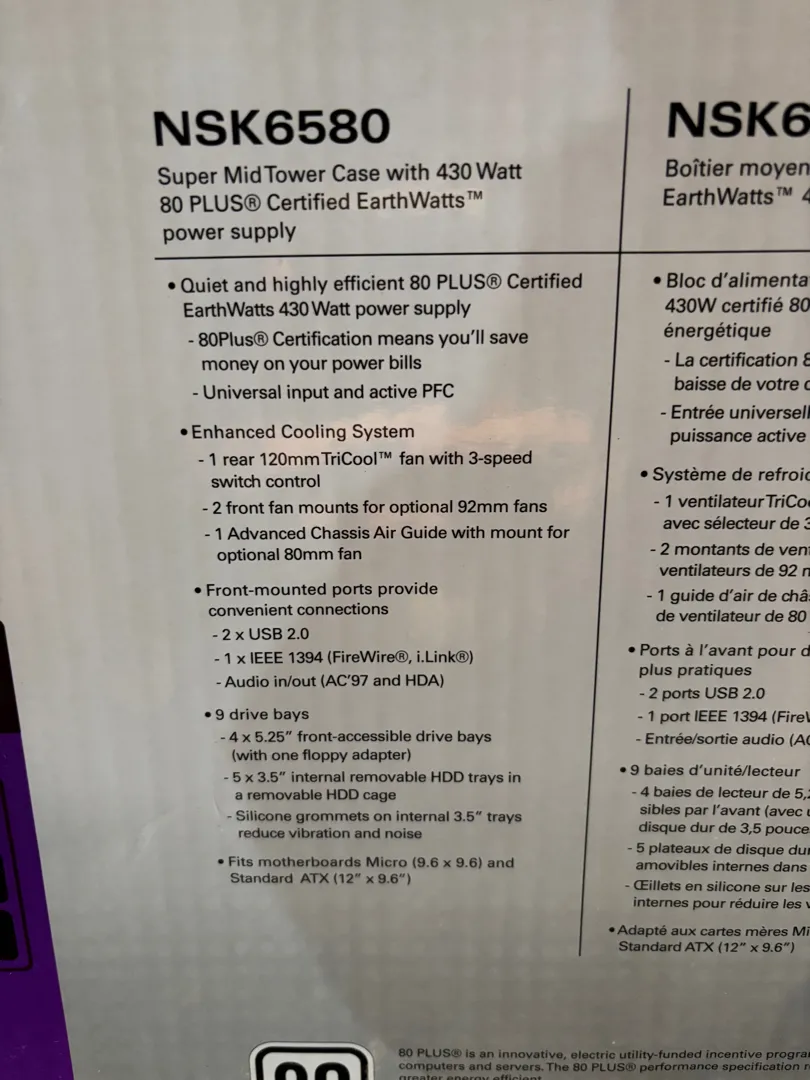 NSK6580
Super Mid Tower Case with 430 Watt
80 PLUS® Certified EarthWatts™
power supply
• Quiet and highly efficient 80 PLUS® Certified
EarthWatts 430 Watt power supply
- 80Plus® Certification means you'll save
money on your power bills
- Universal input and active PFC
• Enhanced Cooling System
- 1 rear 120mm TriCool™ fan with 3-speed
switch control
- 2 front fan mounts for optional 92mm fans
- 1 Advanced Chassis Air Guide with mount for
optional 80mm fan
• Front-mounted ports provide
convenient connections
- 2 x USB 2.0
- 1 x IEEE 1394 (FireWire®, i.Link®)
- Audio in/out (AC'97 and HDA)
• 9 drive bays
- 4 x 5.25" front-accessible drive bays
(with one floppy adapter)
- 5 x 3.5" internal removable HDD trays in
a removable HDD cage
- Silicone grommets on internal 3.5" trays
reduce vibration and noise
• Fits motherboards Micro (9.6 x 9.6) and
Standard ATX (12" x 9.6")
NSK6
Boîtier moyen
EarthWatts™ 4
• Bloc d'alimenta
430W certifié 80
énergétique
- La certification
baisse de votre
- Entrée universell
puissance active
• Système de refroid
- 1 ventilateur TriCo
avec sélecteur de 3
- 2 montants de ven
ventilateurs de 92
- 1 guide d'air de châ
de ventilateur de 80
• Ports à l'avant pour d
plus pratiques
- 2 ports USB 2.0
- 1 port IEEE 1394 (FireW
- Entrée/sortie audio (AC
• 9 baies d'unité/lecteur
- 4 baies de lecteur de 5,2
sibles par l'avant (avec
disque dur de 3,5 pouce
- 5 plateaux de disque dur
amovibles internes dans
- Œillets en silicone sur les
internes pour réduire les v
• Adapté aux cartes mères Mi
Standard ATX (12" x 9.6")
80
80 PLUS® is an innovative, electric utility-funded incentive progra
computers and servers. The 80 PLUS® performance specification
greater energy efficient